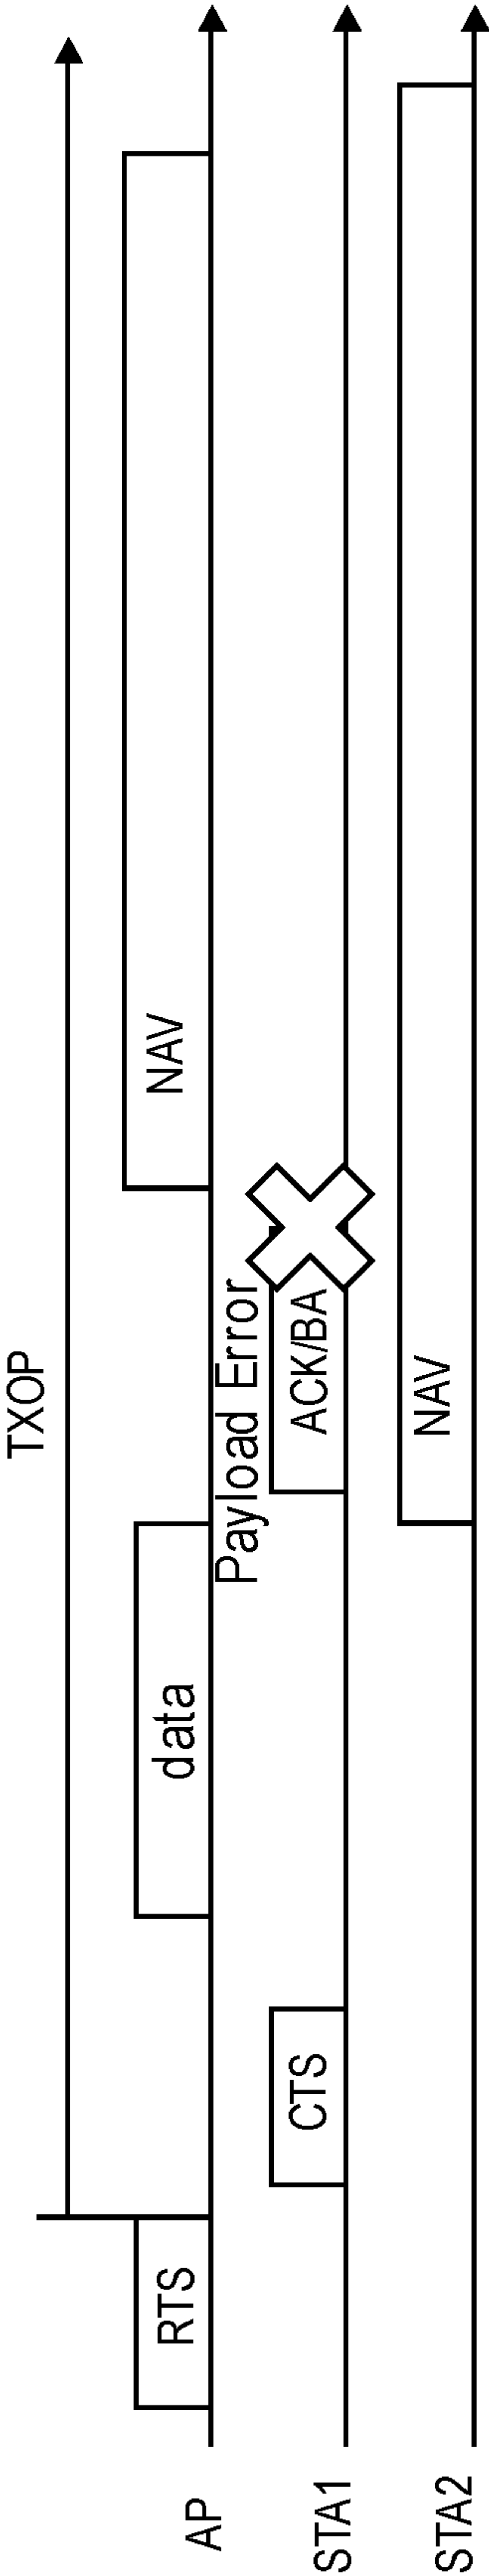 TXOP
AP
RTS
data
NAV
Payload Error
STA1
CTS
ACK/BA
STA2
NAV